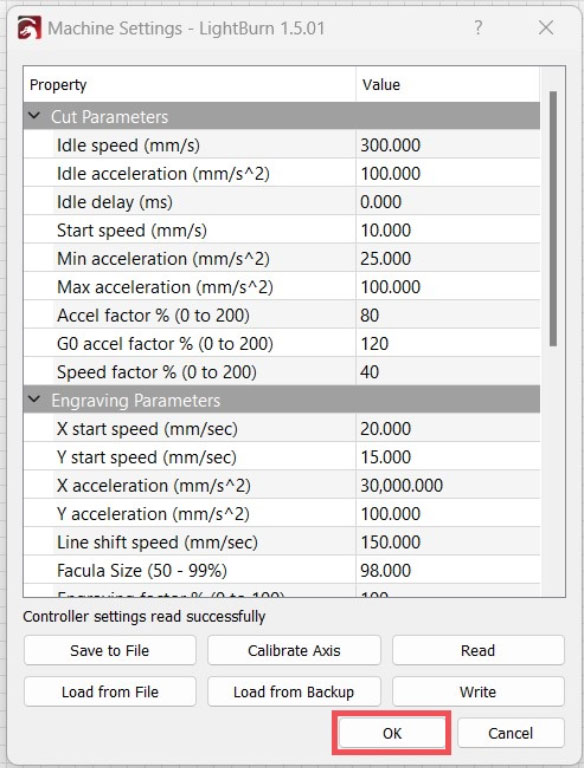 Machine Settings - LightBurn 1.5.01 ?
Property Value
Cut Parameters
Idle speed (mm/s) 300.000
Idle acceleration (mm/s^2) 100.000
Idle delay (ms) 0.000
Start speed (mm/s) 10.000
Min acceleration (mm/s^2) 25.000
Max acceleration (mm/s^2) 100.000
Accel factor % (0 to 200) 80
G0 accel factor % (0 to 200) 120
Speed factor % (0 to 200) 40
Engraving Parameters
X start speed (mm/sec) 20.000
Y start speed (mm/sec) 15.000
X acceleration (mm/s^2) 30,000.000
Y acceleration (mm/s^2) 100.000
Line shift speed (mm/sec) 150.000
Facula Size (50 - 99%) 98.000
Engraving factor % (0 to 100) 100
Controller settings read successfully
Save to File Calibrate Axis Read
Load from File Load from Backup Write
OK Cancel